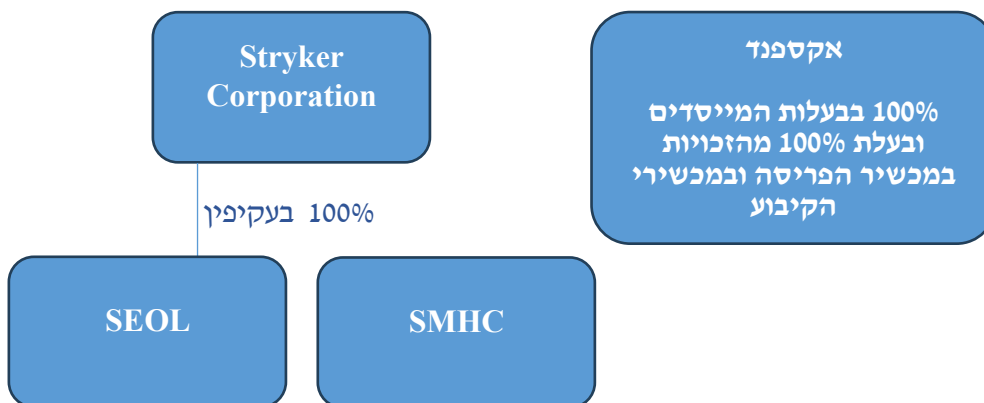 Stryker
Corporation
אקספנד
100% בבעלות המייסדים
ובעלת 100% מהזכויות
במכשיר הפריסה ובמכשירי
הקיבוע
100% בעקיפין
SEOL
SMHC